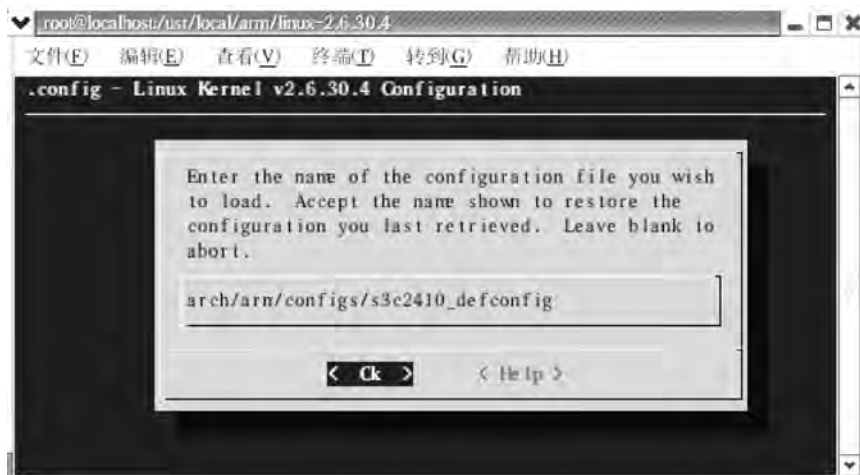 root@localhost:/usr/local/arm/linux-2.6.30.4
文件(F) 编辑(E) 查看(V) 终端(T) 转到(G) 帮助(H)
.config - Linux Kernel v2.6.30.4 Configuration
Enter the name of the configuration file you wish
to load. Accept the name shown to restore the
configuration you last retrieved. Leave blank to
abort.
arch/arm/configs/s3c2410_defconfig
< Ok > < Help >